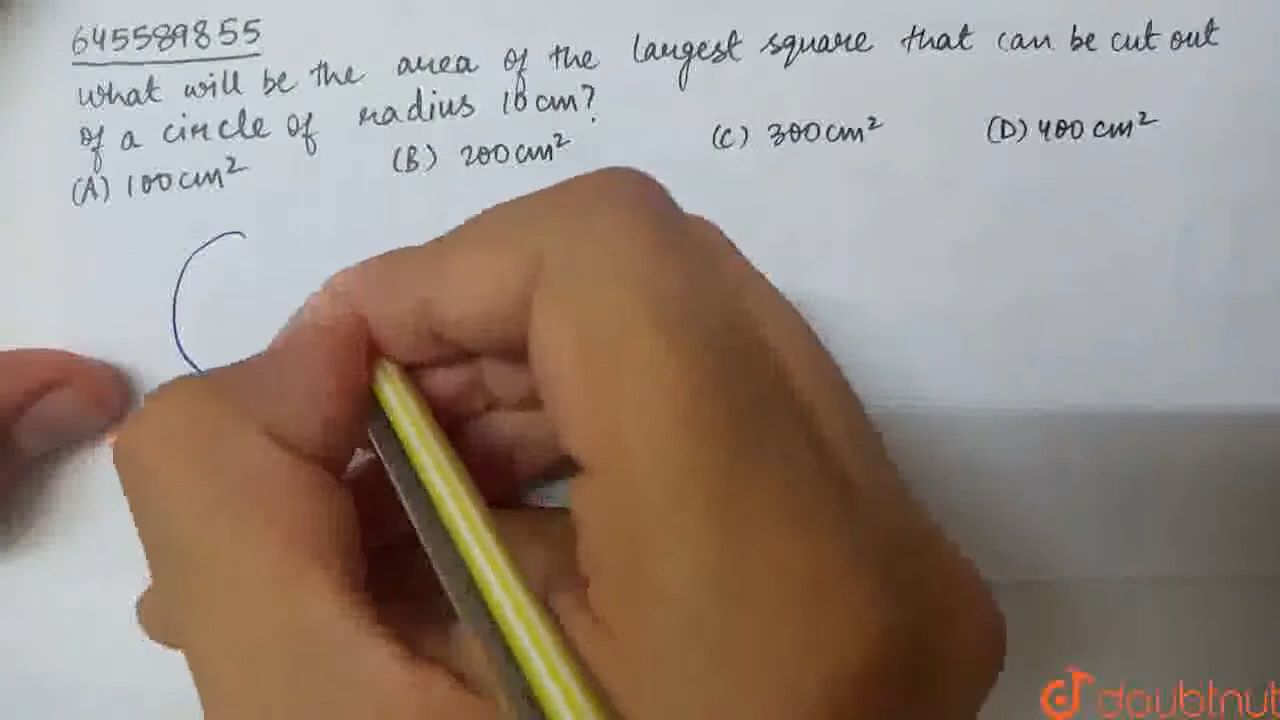 645589855
What will be the area of the largest square that can be cut out
of a circle of radius 10 cm?
(A) 100 cm² (B) 200 cm² (C) 300 cm² (D) 400 cm²
doubtnut